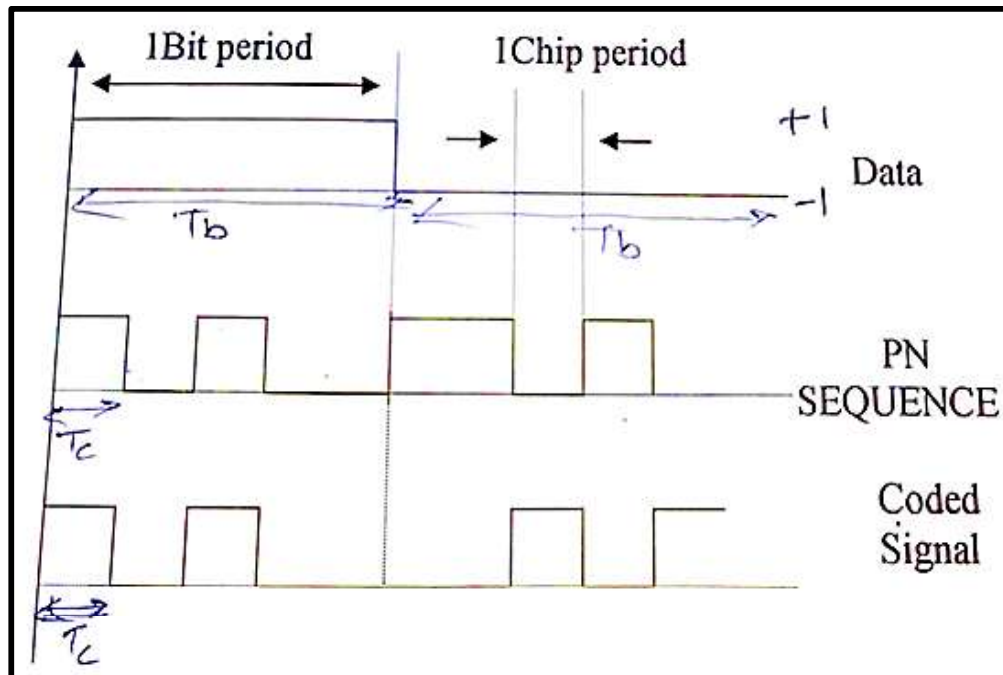 1Bit period
1Chip period
+1
Data
-1
Tb
Tb
PN
SEQUENCE
Tc
Coded
Signal
Tc